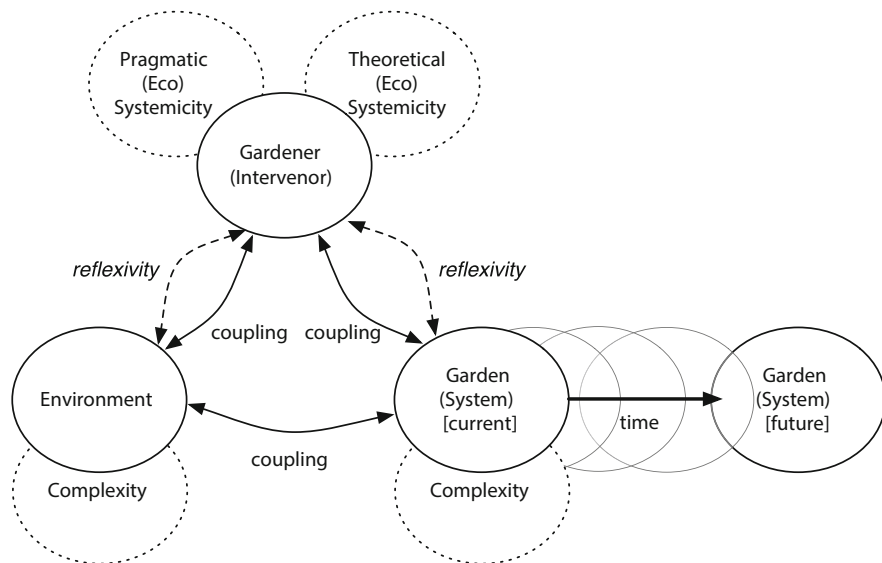 Pragmatic
(Eco)
Systemicity
Theoretical
(Eco)
Systemicity
Gardener
(Intervenor)
reflexivity
reflexivity
coupling
coupling
Environment
Garden
(System)
[current]
time
Garden
(System)
[future]
coupling
Complexity
Complexity